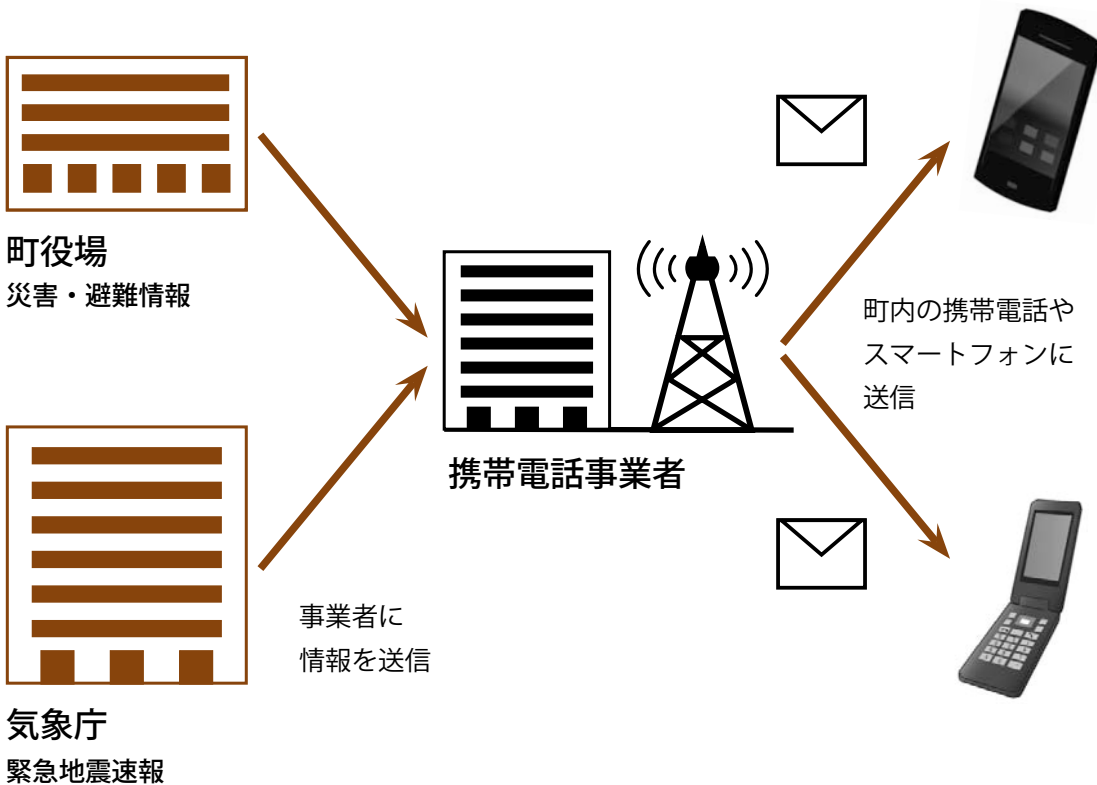 町役場
災害・避難情報
携帯電話事業者
町内の携帯電話や
スマートフォンに
送信
事業者に
情報を送信
気象庁
緊急地震速報